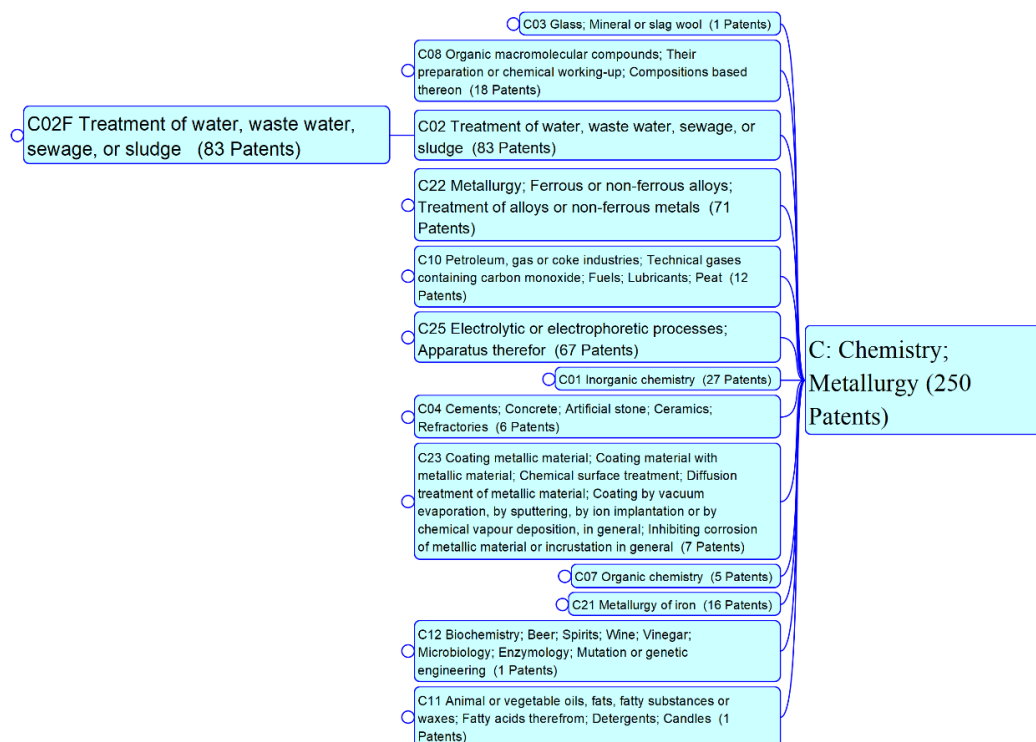 C03 Glass; Mineral or slag wool (1 Patents)
C08 Organic macromolecular compounds; Their
preparation or chemical working-up; Compositions based
thereon (18 Patents)
C02F Treatment of water, waste water,
sewage, or sludge (83 Patents)
C02 Treatment of water, waste water, sewage, or
sludge (83 Patents)
C22 Metallurgy; Ferrous or non-ferrous alloys;
Treatment of alloys or non-ferrous metals (71
Patents)
C10 Petroleum, gas or coke industries; Technical gases
containing carbon monoxide; Fuels; Lubricants; Peat (12
Patents)
C25 Electrolytic or electrophoretic processes;
Apparatus therefor (67 Patents)
C: Chemistry;
Metallurgy (250
Patents)
C01 Inorganic chemistry (27 Patents)
C04 Cements; Concrete; Artificial stone; Ceramics;
Refractories (6 Patents)
C23 Coating metallic material; Coating material with
metallic material; Chemical surface treatment; Diffusion
treatment of metallic material; Coating by vacuum
evaporation, by sputtering, by ion implantation or by
chemical vapour deposition, in general; Inhibiting corrosion
of metallic material or incrustation in general (7 Patents)
C07 Organic chemistry (5 Patents)
C21 Metallurgy of iron (16 Patents)
C12 Biochemistry; Beer; Spirits; Wine; Vinegar;
Microbiology; Enzymology; Mutation or genetic
engineering (1 Patents)
C11 Animal or vegetable oils, fats, fatty substances or
waxes; Fatty acids therefrom; Detergents; Candles (1
Patents)